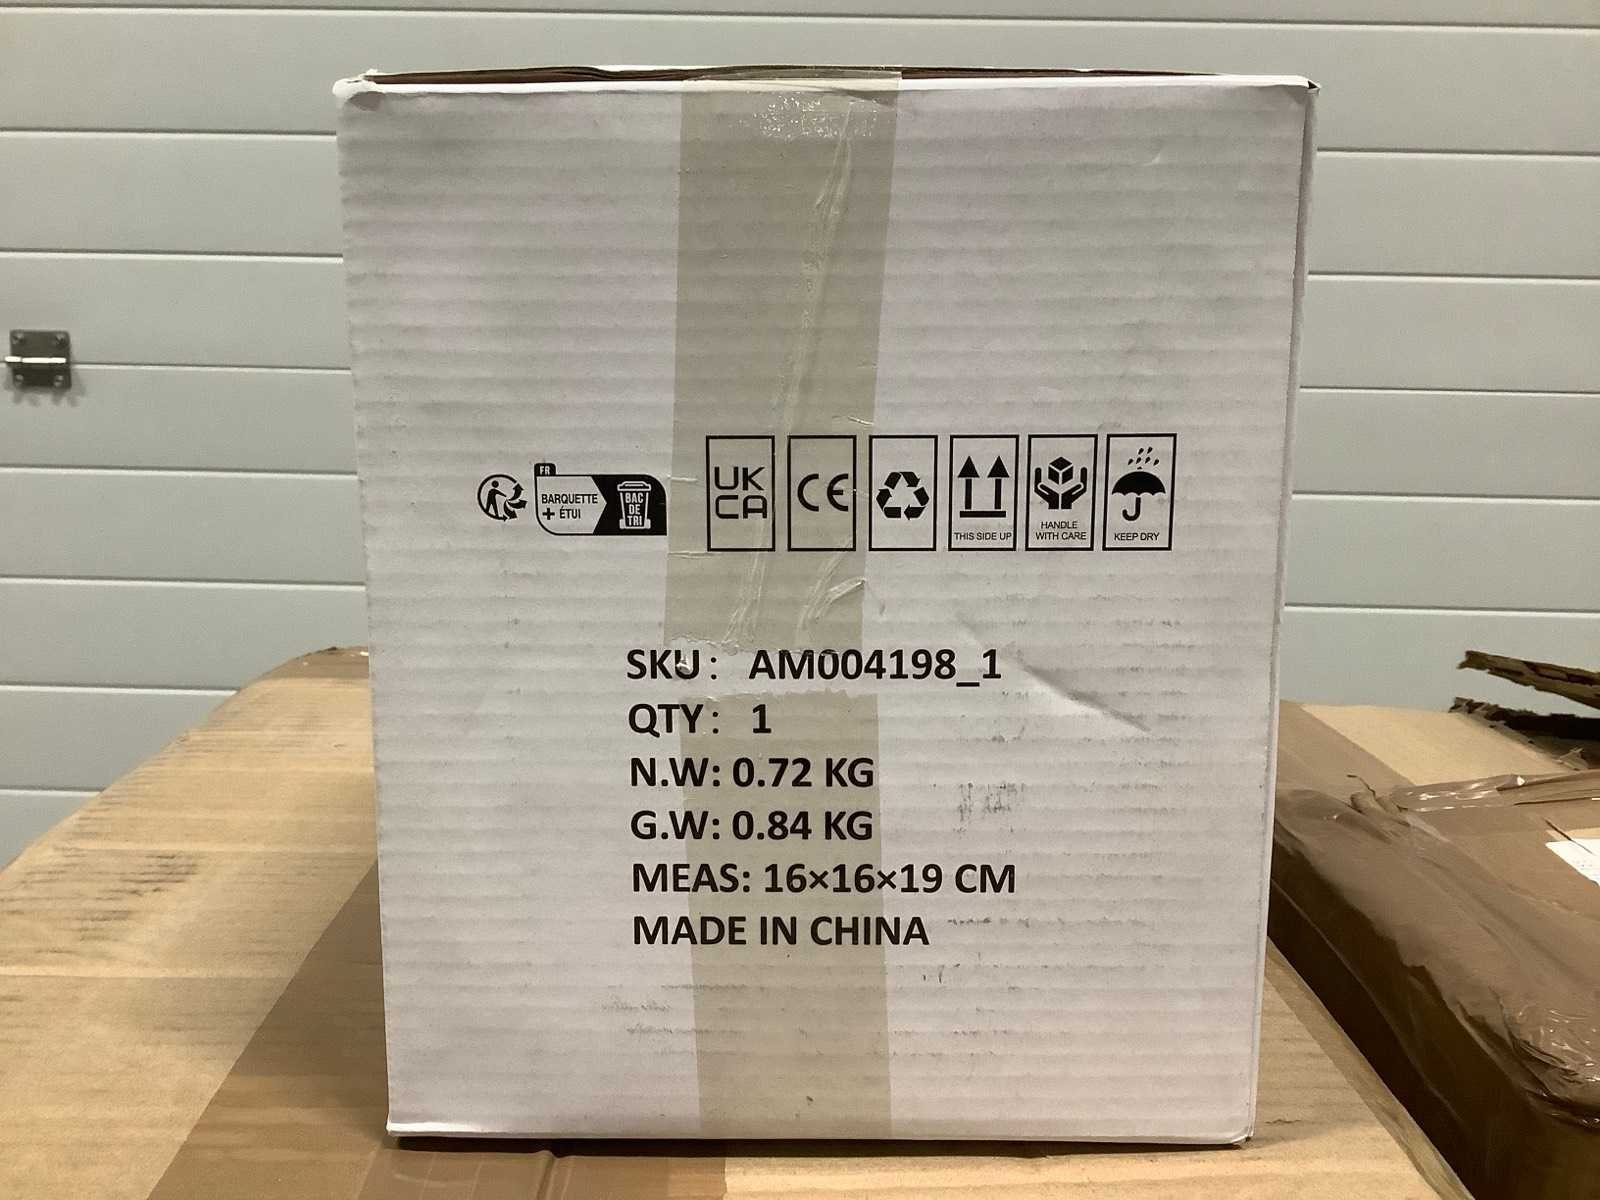 FR
BARQUETTE
+ ÉTUI
BAC
DE
TRI
UK
CA
CE
THIS SIDE UP
HANDLE
WITH CARE
KEEP DRY
SKU: AM004198_1
QTY: 1
N.W: 0.72 KG
G.W: 0.84 KG
MEAS: 16×16×19 CM
MADE IN CHINA